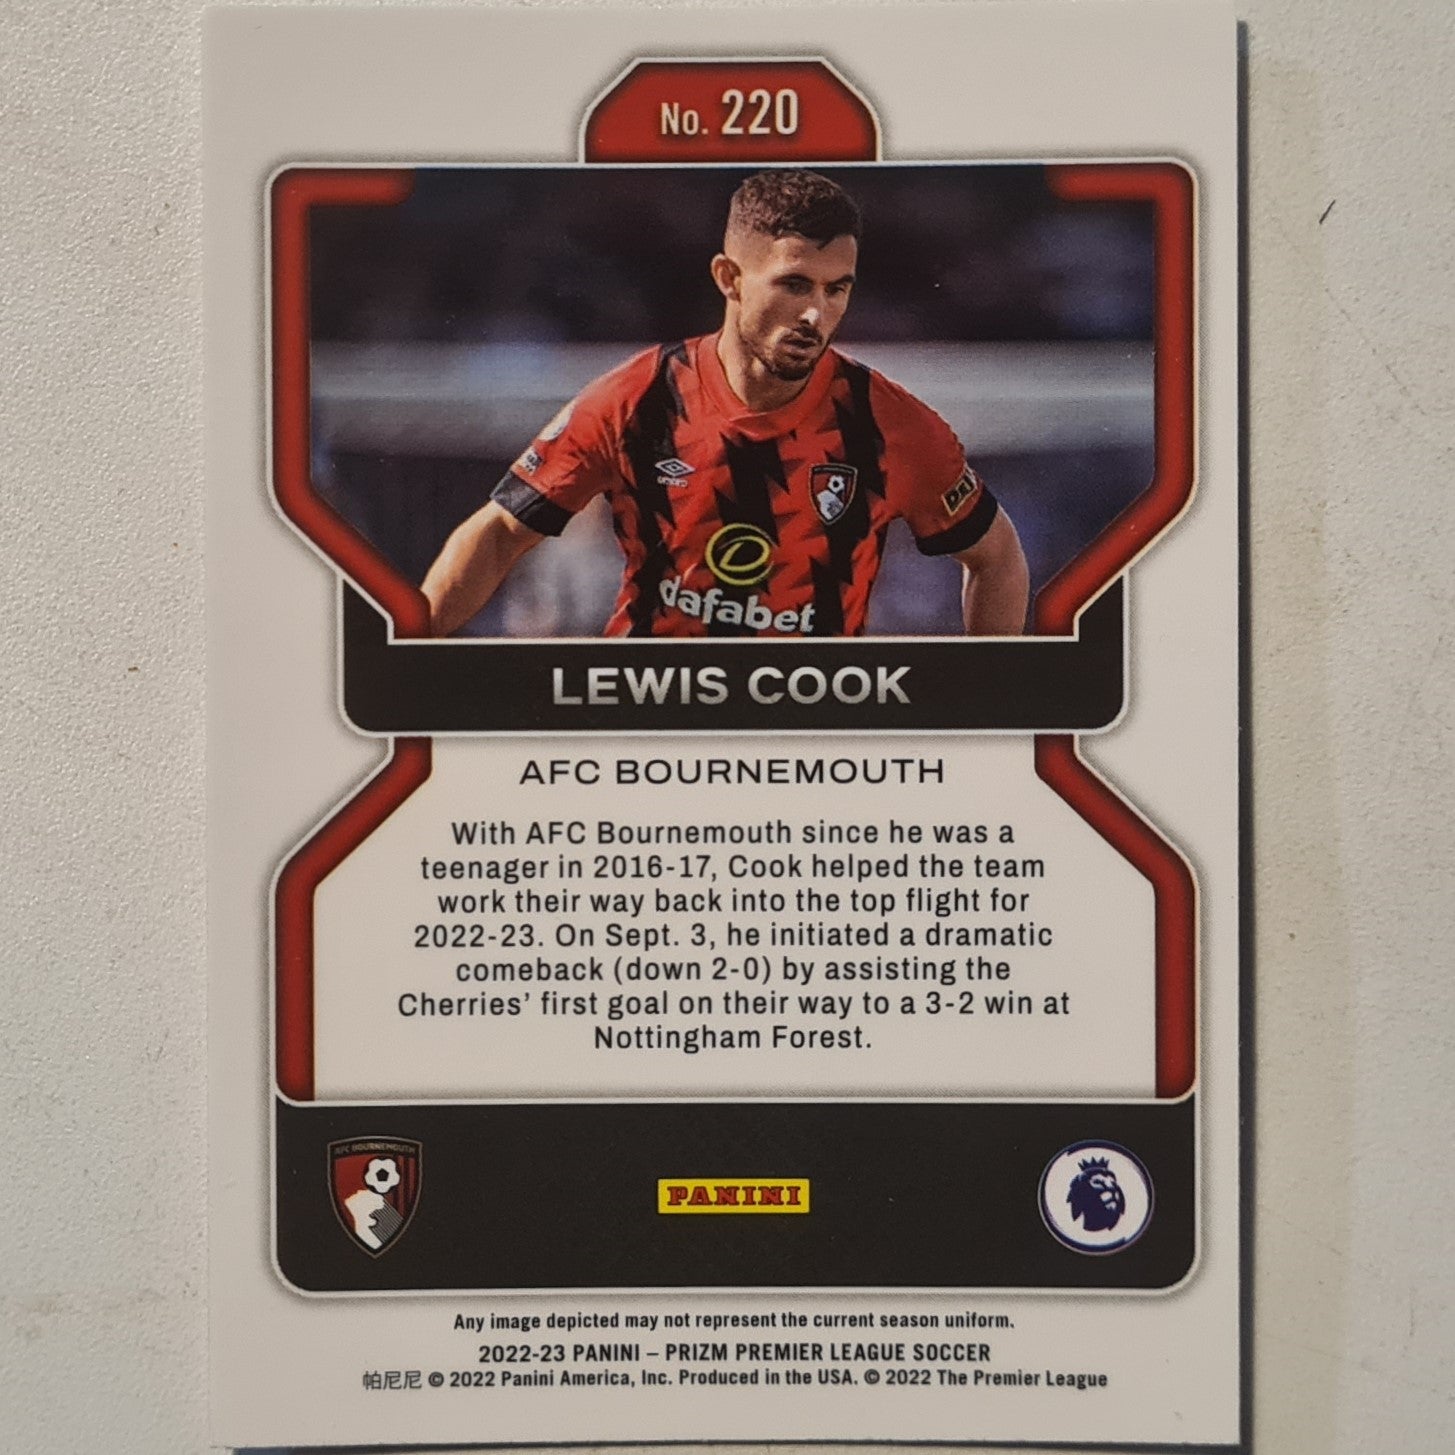 No. 220
umbro
dafabet
LEWIS COOK
AFC BOURNEMOUTH
With AFC Bournemouth since he was a
teenager in 2016-17, Cook helped the team
work their way back into the top flight for
2022-23. On Sept. 3, he initiated a dramatic
comeback (down 2-0) by assisting the
Cherries’ first goal on their way to a 3-2 win at
Nottingham Forest.
AFC BOURNEMOUTH
PANINI
Any image depicted may not represent the current season uniform.
2022-23 PANINI – PRIZM PREMIER LEAGUE SOCCER
帕尼尼 © 2022 Panini America, Inc. Produced in the USA. © 2022 The Premier League